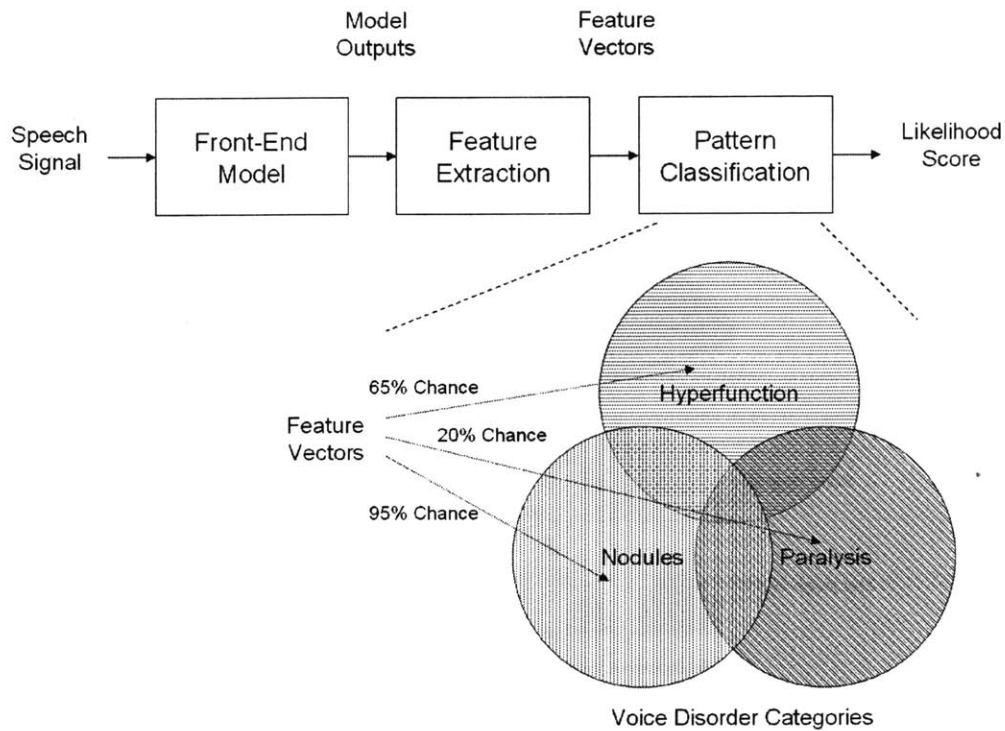 Model
Outputs
Feature
Vectors
Speech
Signal
Front-End
Model
Feature
Extraction
Pattern
Classification
Likelihood
Score
65% Chance
Hyperfunction
Feature
Vectors
20% Chance
95% Chance
Nodules
Paralysis
Voice Disorder Categories